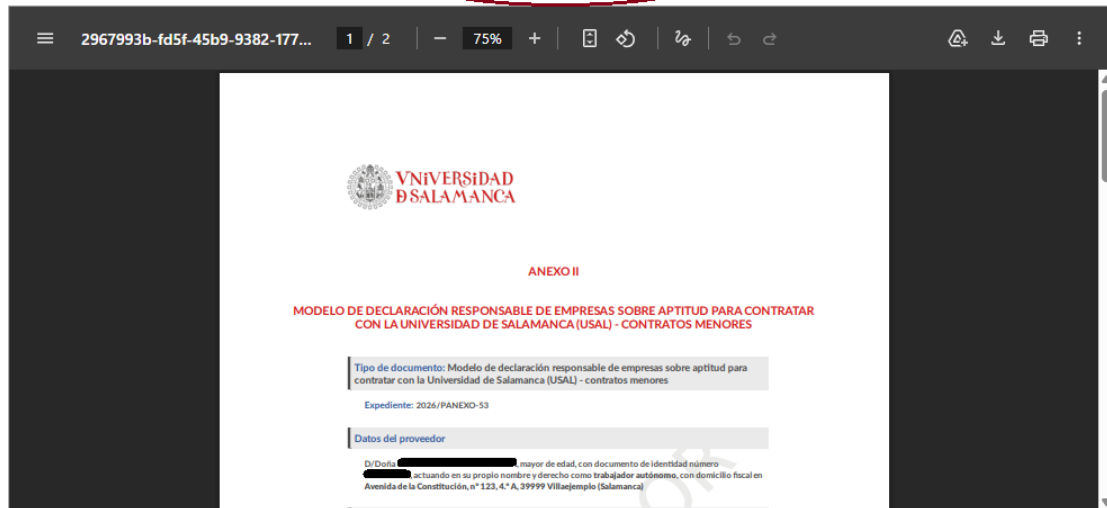 2967993b-fd5f-45b9-9382-177...
1 / 2
75%
VNiVERSiDAD
D SALAMANCA
ANEXO II
MODELO DE DECLARACIÓN RESPONSABLE DE EMPRESAS SOBRE APTITUD PARA CONTRATAR
CON LA UNIVERSIDAD DE SALAMANCA (USAL) - CONTRATOS MENORES
Tipo de documento: Modelo de declaración responsable de empresas sobre aptitud para
contratar con la Universidad de Salamanca (USAL) - contratos menores
Expediente: 2026/PANEXO-53
Datos del proveedor
D/Doña , mayor de edad, con documento de identidad número
, actuando en su propio nombre y derecho como trabajador autónomo, con domicilio fiscal en
Avenida de la Constitución, nº 123, 4.ª A, 39999 Villaejemplo (Salamanca)
OR